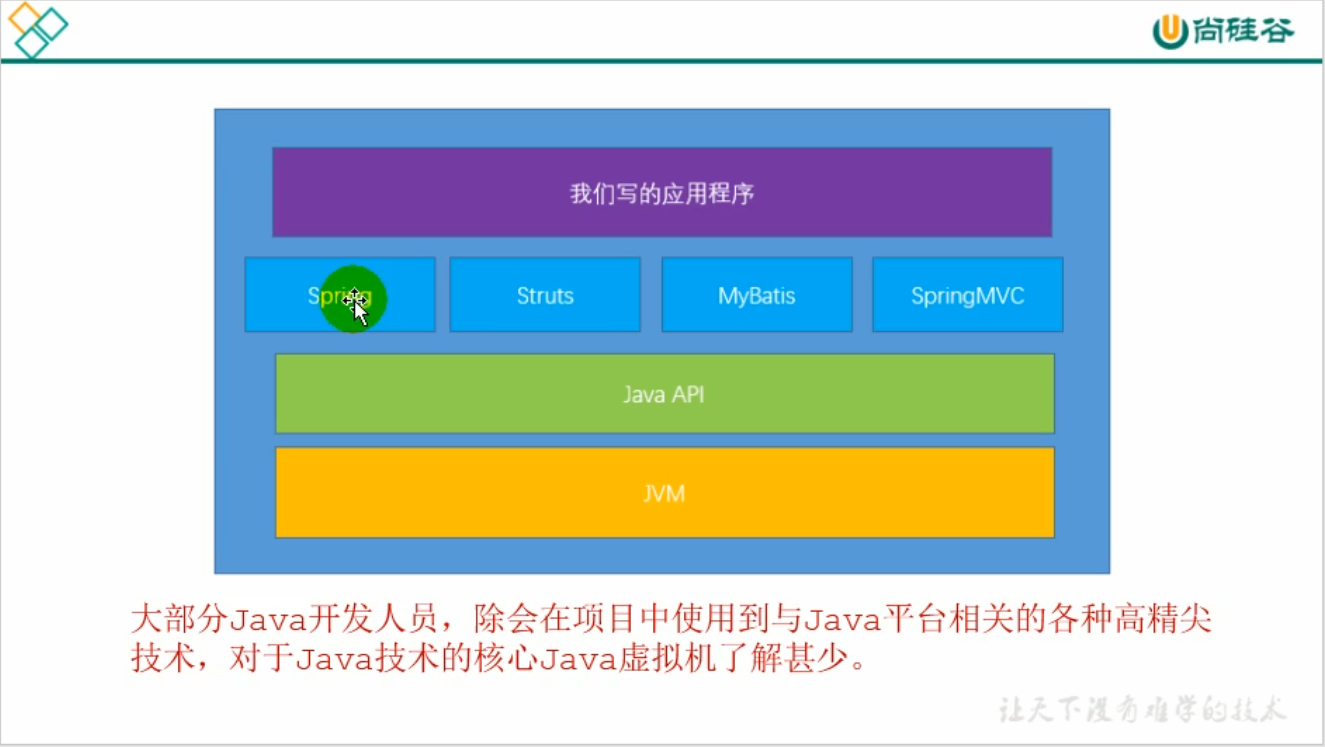 尚硅谷
我们写的应用程序
Spring
Struts
MyBatis
SpringMVC
Java API
JVM
大部分Java开发人员，除会在项目中使用到与Java平台相关的各种高精尖
技术，对于Java技术的核心Java虚拟机了解甚少。
让天下没有难学的技术